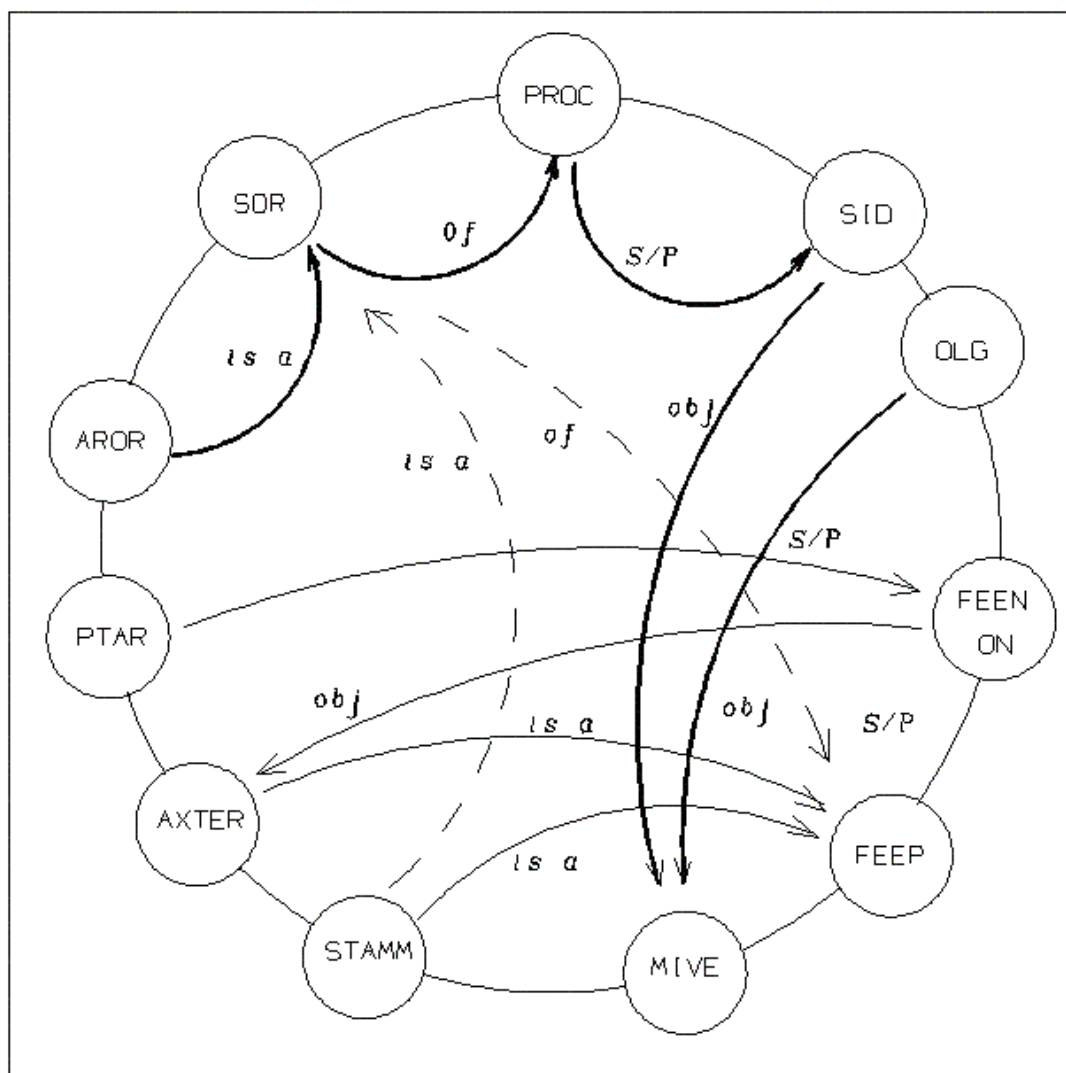 PROC
SOR
SID
Of
S/P
OLG
is a
obj
AROR
of
is a
S/P
FEEN
ON
PTAR
obj
is a
obj
S/P
AXTER
FEEP
is a
STAMM
MIVE